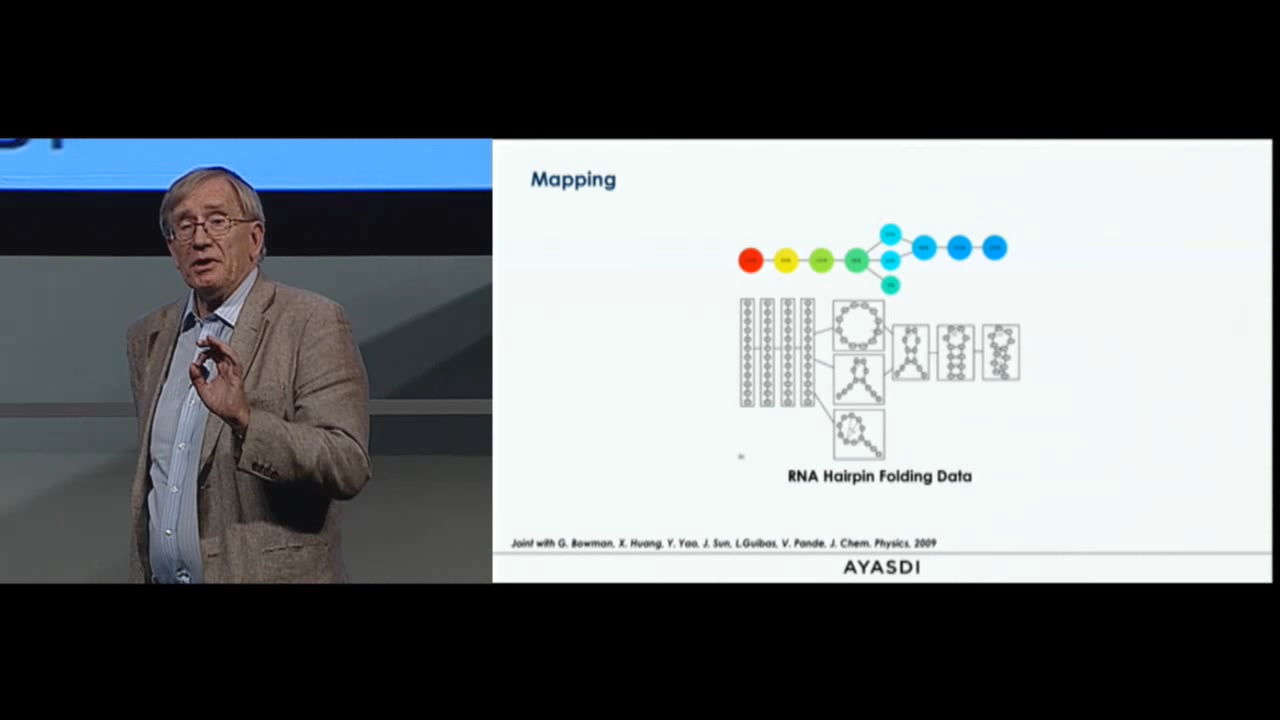 Mapping
RNA Hairpin Folding Data
Joint with G. Bowman, X. Huang, Y. Yao, J. Sun, L.Guibas, V. Pande, J. Chem. Physics, 2009
AYASDI